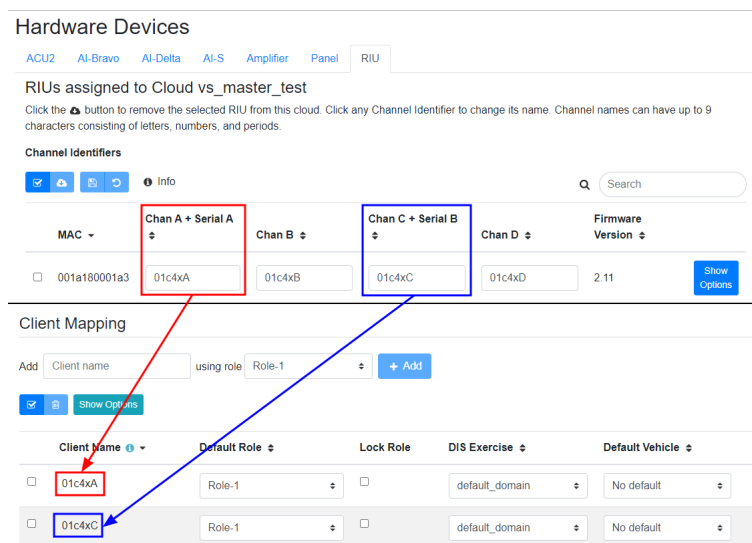 Hardware Devices
ACU2 AI-Bravo AI-Delta AI-S Amplifier Panel RIU
RIUs assigned to Cloud vs_master_test
Click the button to remove the selected RIU from this cloud. Click any Channel Identifier to change its name. Channel names can have up to 9
characters consisting of letters, numbers, and periods.
Channel Identifiers
Info Search
Chan A + Serial A Chan C + Serial B Firmware
MAC Chan B Chan D Version
001a180001a3 01c4xA 01c4xB 01c4xC 01c4xD 2.11 Show
Options
Client Mapping
Add Client name using role Role-1 + Add
Show Options
Client Name Default Role Lock Role DIS Exercise Default Vehicle
01c4xA Role-1 default_domain No default
01c4xC Role-1 default_domain No default